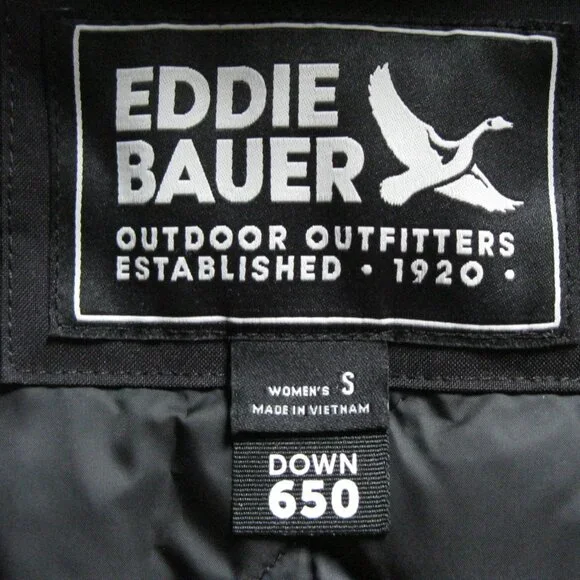 EDDIE
BAUER
OUTDOOR OUTFITTERS
ESTABLISHED • 1920 •
WOMEN'S S
MADE IN VIETNAM
DOWN
650